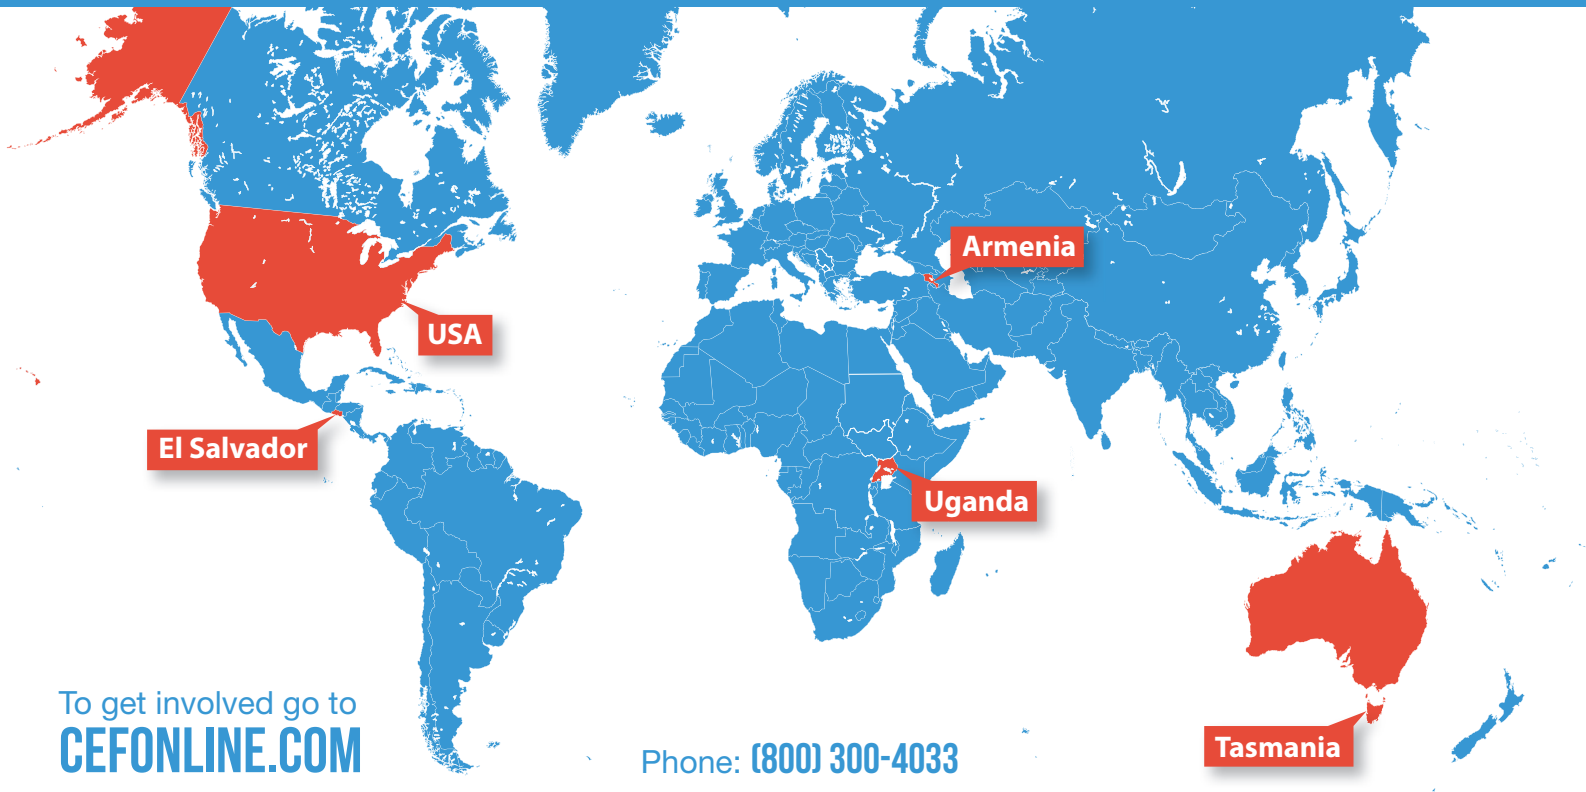 Armenia
USA
El Salvador
Uganda
To get involved go to
CEFONLINE.COM
Phone: (800) 300-4033
Tasmania